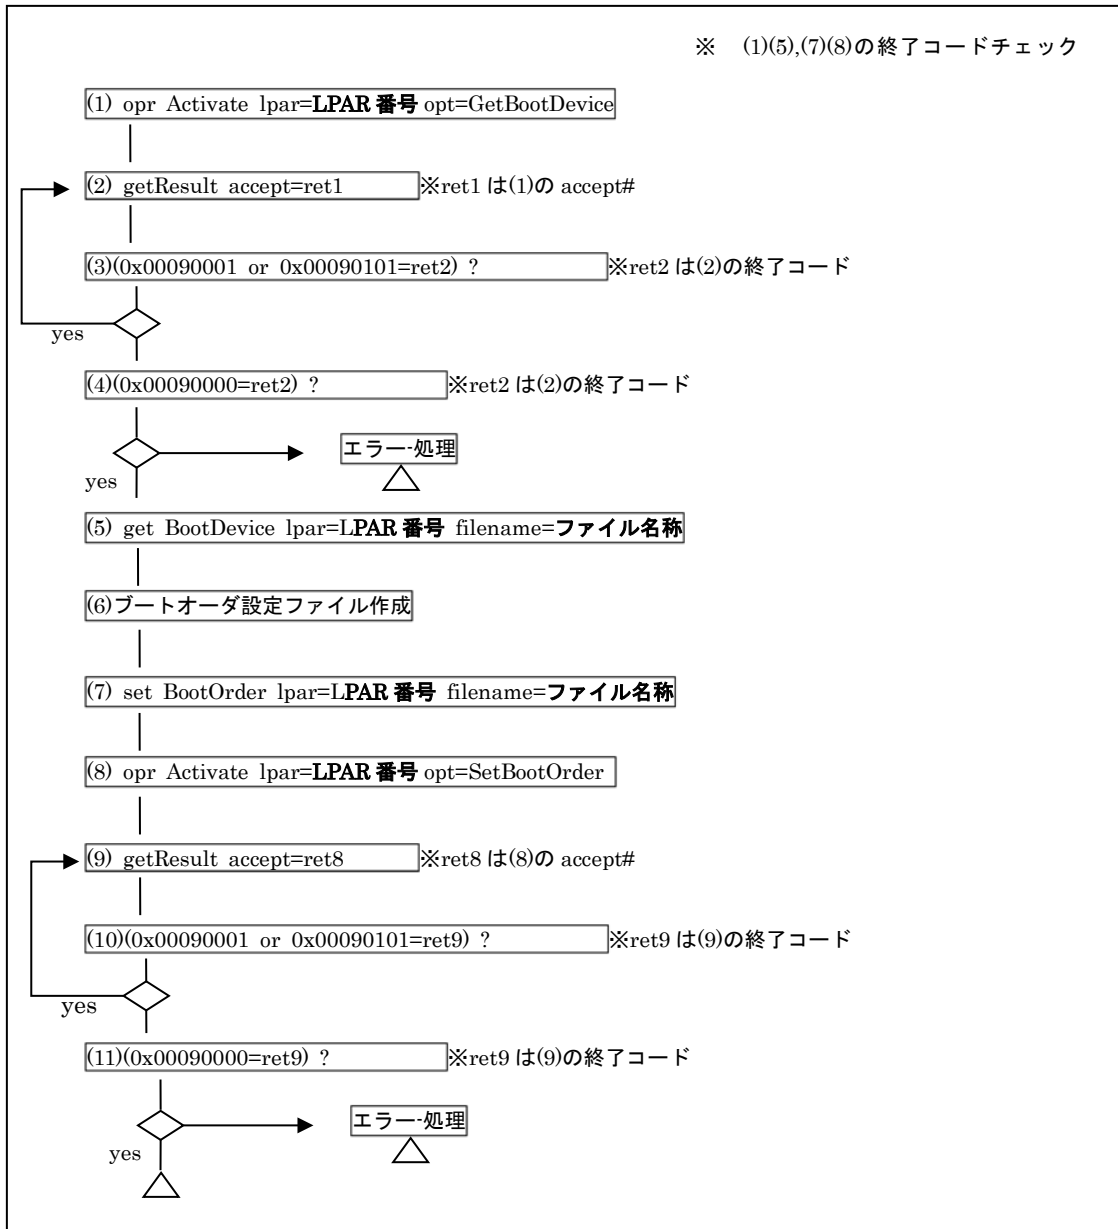 ※ (1)(5),(7)(8)の終了コードチェック
(1) opr Activate lpar=LPAR 番号 opt=GetBootDevice
(2) getResult accept=ret1 ※ret1 は(1)の accept#
(3)(0x00090001 or 0x00090101=ret2) ? ※ret2 は(2)の終了コード
yes
(4)(0x00090000=ret2) ? ※ret2 は(2)の終了コード
エラー-処理
yes
(5) get BootDevice lpar=LPAR 番号 filename=ファイル名称
(6)ブートオーダ設定ファイル作成
(7) set BootOrder lpar=LPAR 番号 filename=ファイル名称
(8) opr Activate lpar=LPAR 番号 opt=SetBootOrder
(9) getResult accept=ret8 ※ret8 は(8)の accept#
(10)(0x00090001 or 0x00090101=ret9) ? ※ret9 は(9)の終了コード
yes
(11)(0x00090000=ret9) ? ※ret9 は(9)の終了コード
エラー-処理
yes